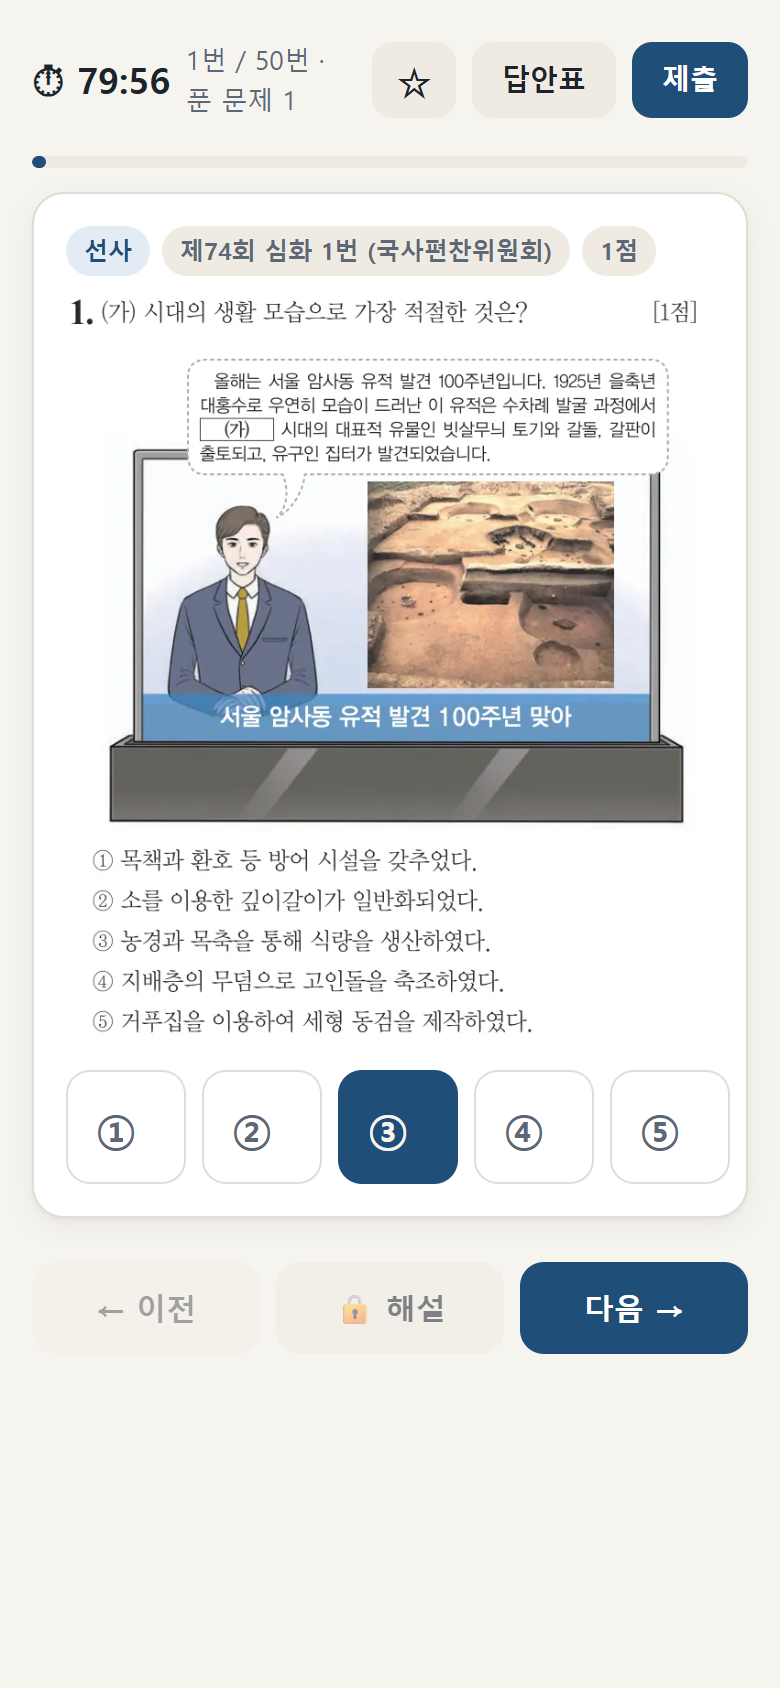 ⏱ 79:56
1번 / 50번 ·
푼 문제 1
☆
답안표
제출
선사
제74회 심화 1번 (국사편찬위원회)
1점
1. (가) 시대의 생활 모습으로 가장 적절한 것은? [1점]
올해는 서울 암사동 유적 발견 100주년입니다. 1925년 을축년
대홍수로 우연히 모습이 드러난 이 유적은 수차례 발굴 과정에서
(가) 시대의 대표적 유물인 빗살무늬 토기와 갈돌, 갈판이
출토되고, 유구인 집터가 발견되었습니다.
서울 암사동 유적 발견 100주년 맞아
① 목책과 환호 등 방어 시설을 갖추었다.
② 소를 이용한 깊이갈이가 일반화되었다.
③ 농경과 목축을 통해 식량을 생산하였다.
④ 지배층의 무덤으로 고인돌을 축조하였다.
⑤ 거푸집을 이용하여 세형 동검을 제작하였다.
① ② ③ ④ ⑤
← 이전
🔒 해설
다음 →